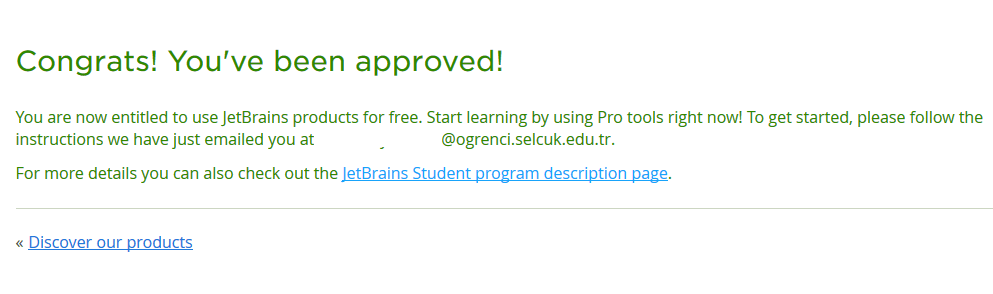 Congrats! You've been approved!
You are now entitled to use JetBrains products for free. Start learning by using Pro tools right now! To get started, please follow the
instructions we have just emailed you at @ogrenci.selcuk.edu.tr.
For more details you can also check out the JetBrains Student program description page.
« Discover our products